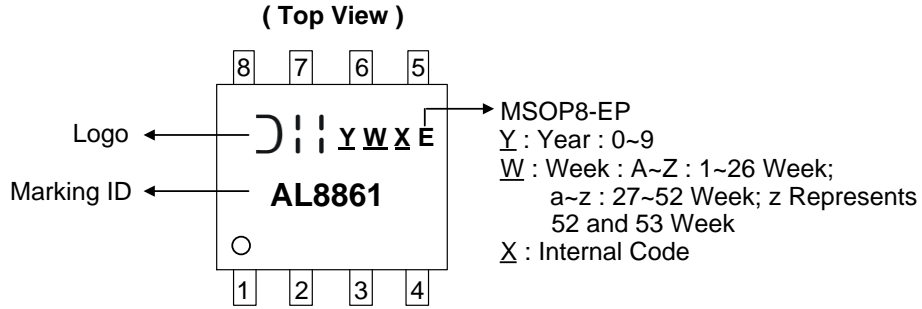 ( Top View )
8 7 6 5
Logo
Y W X E
MSOP8-EP
Y : Year : 0~9
W : Week : A~Z : 1~26 Week;
a~z : 27~52 Week; z Represents
52 and 53 Week
X : Internal Code
Marking ID
AL8861
1 2 3 4